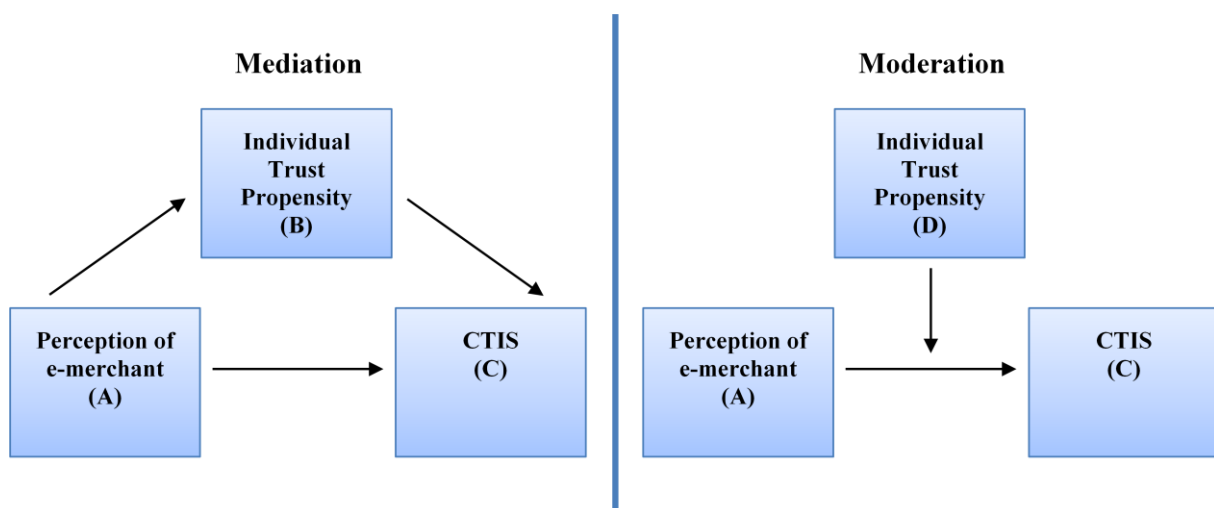 Mediation
Individual
Trust
Propensity
(B)
Perception of
e-merchant
(A)
CTIS
(C)
Moderation
Individual
Trust
Propensity
(D)
Perception of
e-merchant
(A)
CTIS
(C)